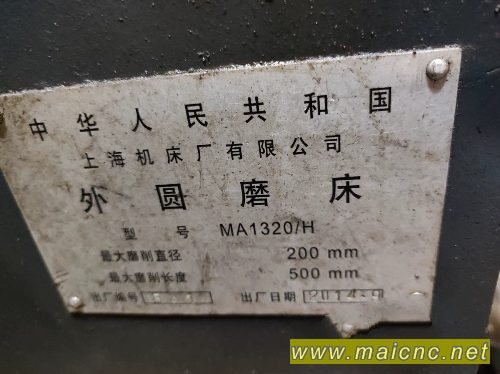 中华人民共和国
上海机床厂有限公司
外圆磨床
型号 MA1320/H
最大磨削直径 200 mm
最大磨削长度 500 mm
出厂编号 出厂日期 2014.9
www.maicnc.net